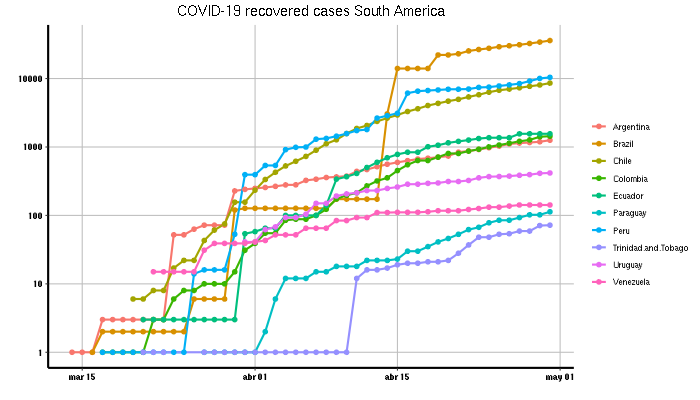 COVID-19 recovered cases South America
10000
1000
100
10
1
mar 15
abr 01
abr 15
may 01
Argentina
Brazil
Chile
Colombia
Ecuador
Paraguay
Peru
Trinidad.and.Tobago
Uruguay
Venezuela